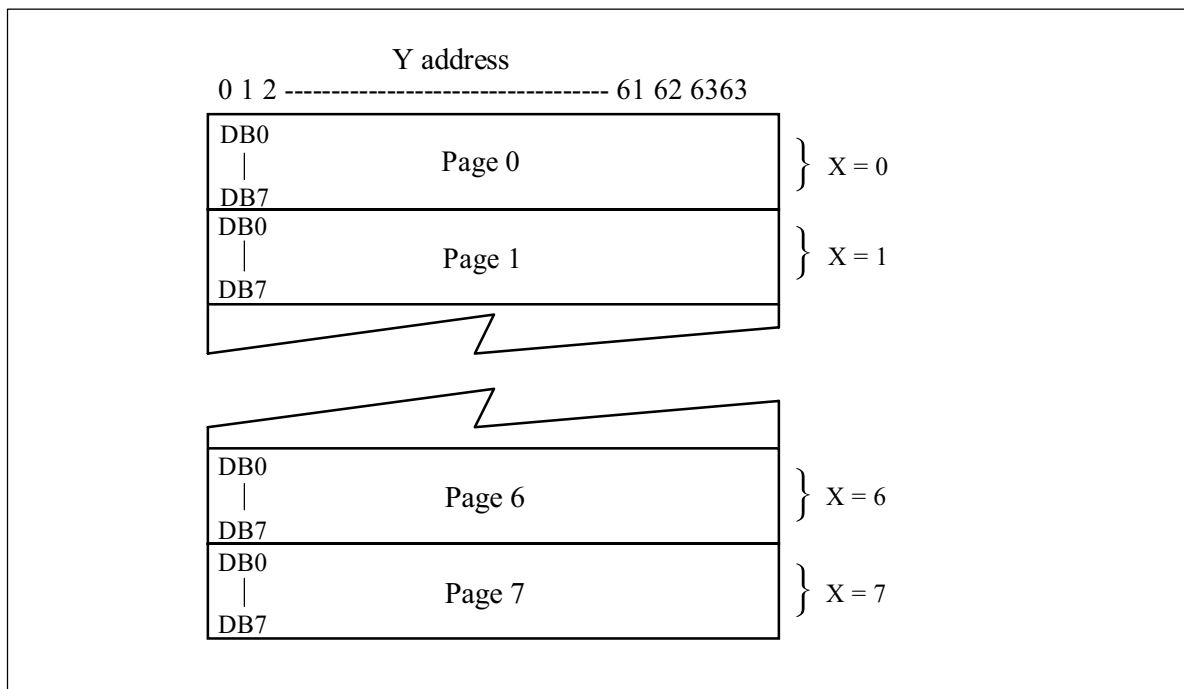 Y address
0 1 2 ----------------------------------- 61 62 6363
DB0
|
DB7
Page 0
} X = 0
DB0
|
DB7
Page 1
} X = 1
DB0
|
DB7
Page 6
} X = 6
DB0
|
DB7
Page 7
} X = 7